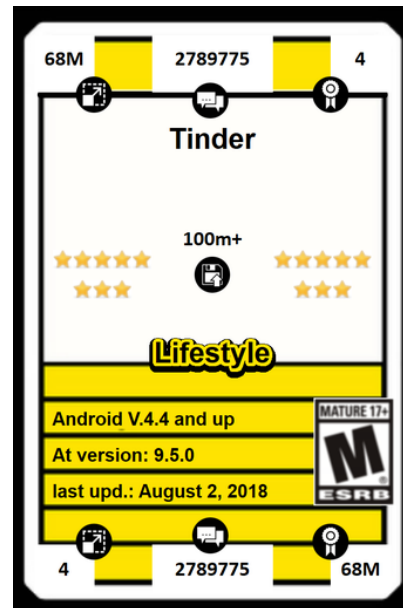 68M 2789775 4
Tinder
100m+
Lifestyle
Android V.4.4 and up
At version: 9.5.0
last upd.: August 2, 2018
MATURE 17+
M
ESRB
4 2789775 68M